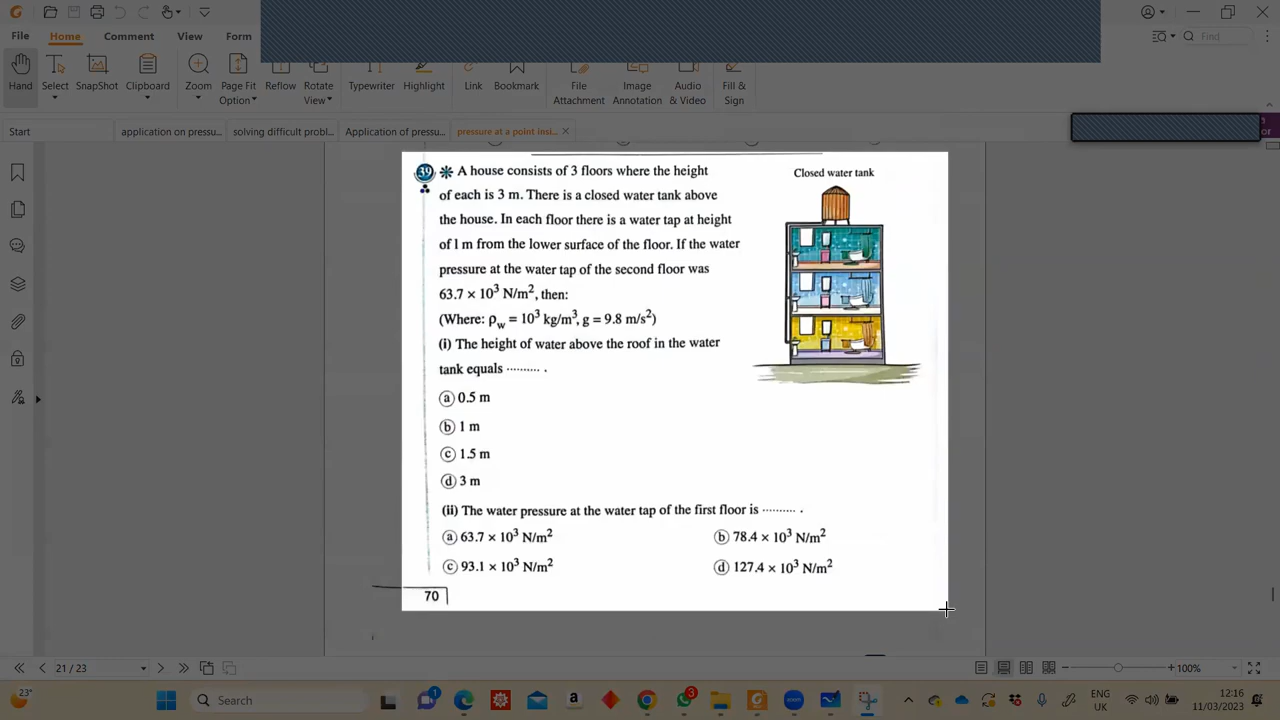 File Home Comment View Form
Find
Hand Select SnapShot Clipboard Zoom Page Fit Option Reflow Rotate View Typewriter Highlight Link Bookmark File Attachment Image Annotation Audio & Video Fill & Sign
Start application on pressu... solving difficult probl... Application of pressu... pressure at a point insi...
39 A house consists of 3 floors where the height
of each is 3 m. There is a closed water tank above
the house. In each floor there is a water tap at height
of 1 m from the lower surface of the floor. If the water
pressure at the water tap of the second floor was
63.7 × 10³ N/m², then:
(Where: ρw = 10³ kg/m³, g = 9.8 m/s²)
(i) The height of water above the roof in the water
tank equals ·········· .
Closed water tank
ⓐ 0.5 m
ⓑ 1 m
ⓒ 1.5 m
ⓓ 3 m
(ii) The water pressure at the water tap of the first floor is ·········· .
ⓐ 63.7 × 10³ N/m² ⓑ 78.4 × 10³ N/m²
ⓒ 93.1 × 10³ N/m² ⓓ 127.4 × 10³ N/m²
70
21 / 23 100%
23° Search 1 3 ENG UK 12:16 11/03/2023